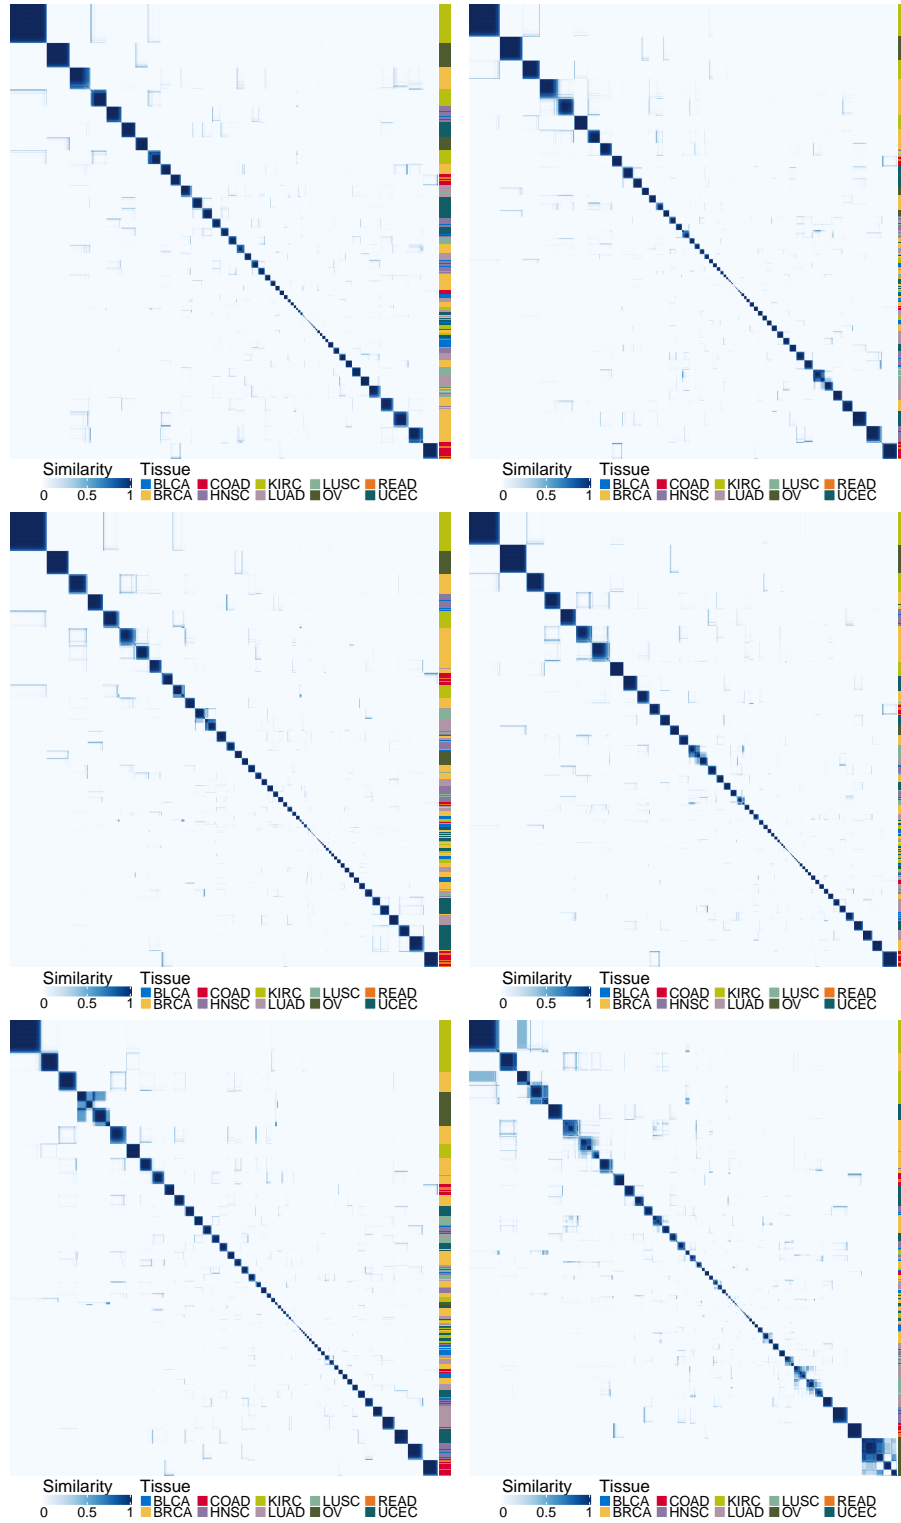 Similarity Tissue Similarity Tissue
BLCA COAD KIRC LUSC READ BLCA COAD KIRC LUSC READ
0 0.5 1 BRCA HNSC LUAD OV UCEC 0 0.5 1 BRCA HNSC LUAD OV UCEC
Similarity Tissue Similarity Tissue
BLCA COAD KIRC LUSC READ BLCA COAD KIRC LUSC READ
0 0.5 1 BRCA HNSC LUAD OV UCEC 0 0.5 1 BRCA HNSC LUAD OV UCEC
Similarity Tissue Similarity Tissue
BLCA COAD KIRC LUSC READ BLCA COAD KIRC LUSC READ
0 0.5 1 BRCA HNSC LUAD OV UCEC 0 0.5 1 BRCA HNSC LUAD OV UCEC